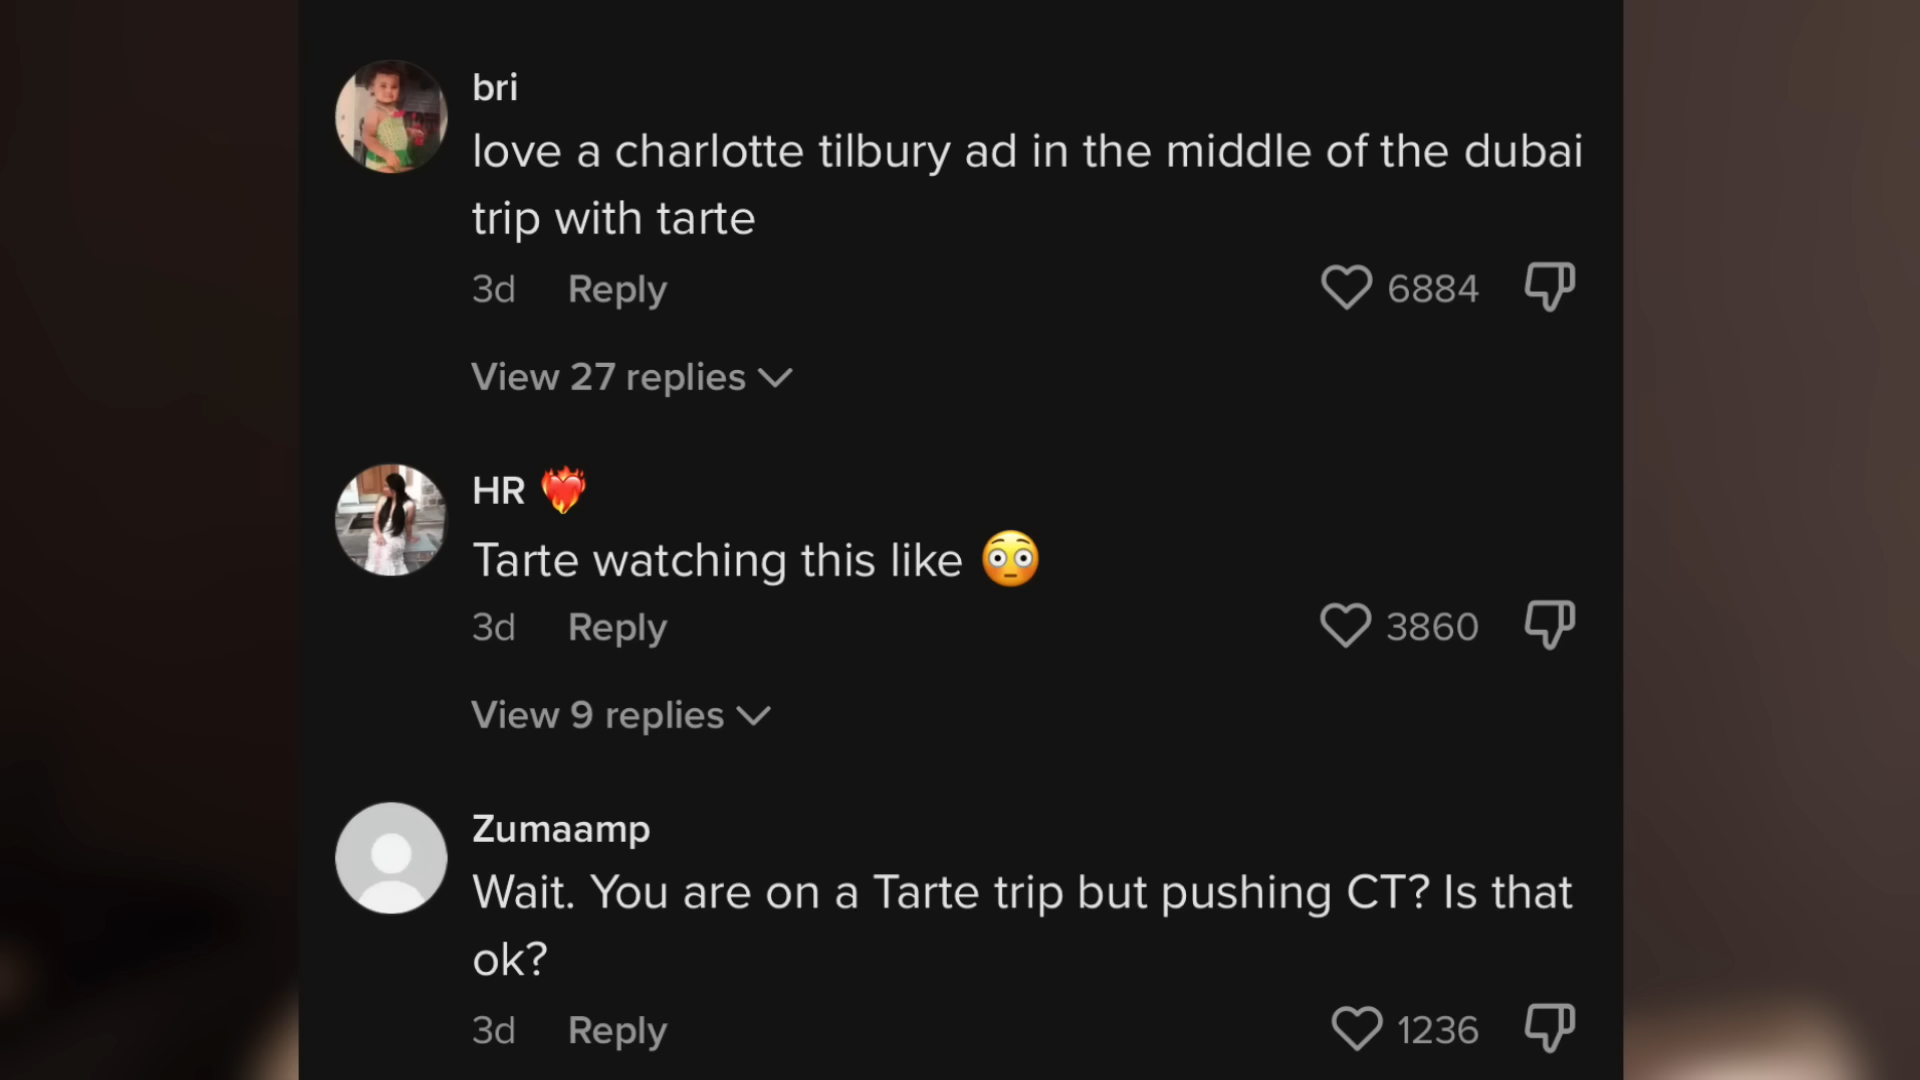 bri
love a charlotte tilbury ad in the middle of the dubai
trip with tarte
3d Reply 6884
View 27 replies
HR ❤️‍🔥
Tarte watching this like 😳
3d Reply 3860
View 9 replies
Zumaamp
Wait. You are on a Tarte trip but pushing CT? Is that
ok?
3d Reply 1236